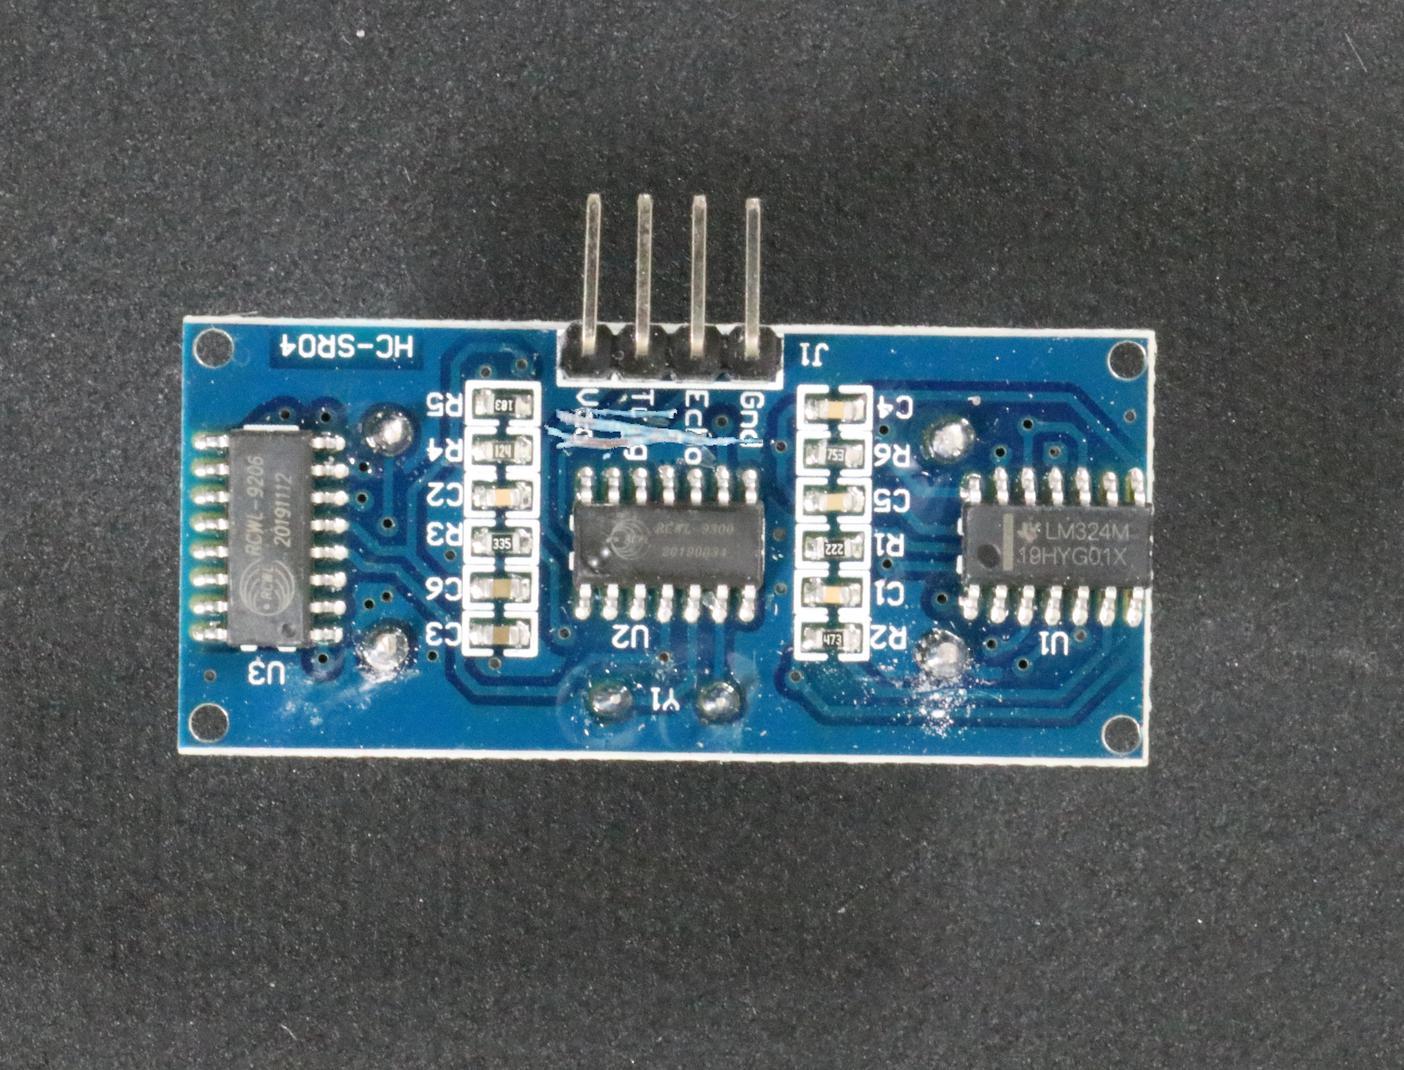 HC-SR04
J1
Gnd
R5
103
C4
R4
124
R6
753
C2
C5
R3
335
R1
222
C6
C1
C3
R2
473
RCWL-9206
20191112
RCWL
U3
RCWL-9300
U2
LM324M
19HYG01X
U1
Y1